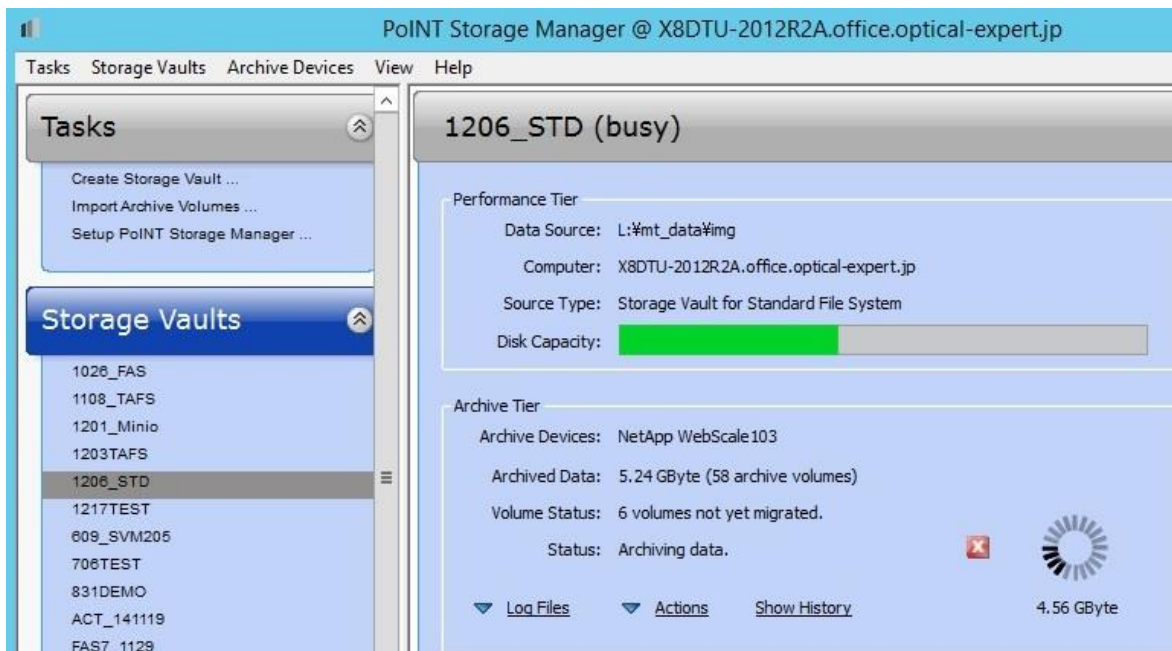 PoINT Storage Manager @ X8DTU-2012R2A.office.optical-expert.jp
Tasks Storage Vaults Archive Devices View Help
Tasks
Create Storage Vault ...
Import Archive Volumes ...
Setup PoINT Storage Manager ...
Storage Vaults
1026_FAS
1108_TAFS
1201_Minio
1203TAFS
1206_STD
1217TEST
609_SVM205
706TEST
831DEMO
ACT_141119
FAS7_1129
1206_STD (busy)
Performance Tier
Data Source: L:¥mt_data¥img
Computer: X8DTU-2012R2A.office.optical-expert.jp
Source Type: Storage Vault for Standard File System
Disk Capacity:
Archive Tier
Archive Devices: NetApp WebScale103
Archived Data: 5.24 GByte (58 archive volumes)
Volume Status: 6 volumes not yet migrated.
Status: Archiving data.
Log Files Actions Show History 4.56 GByte